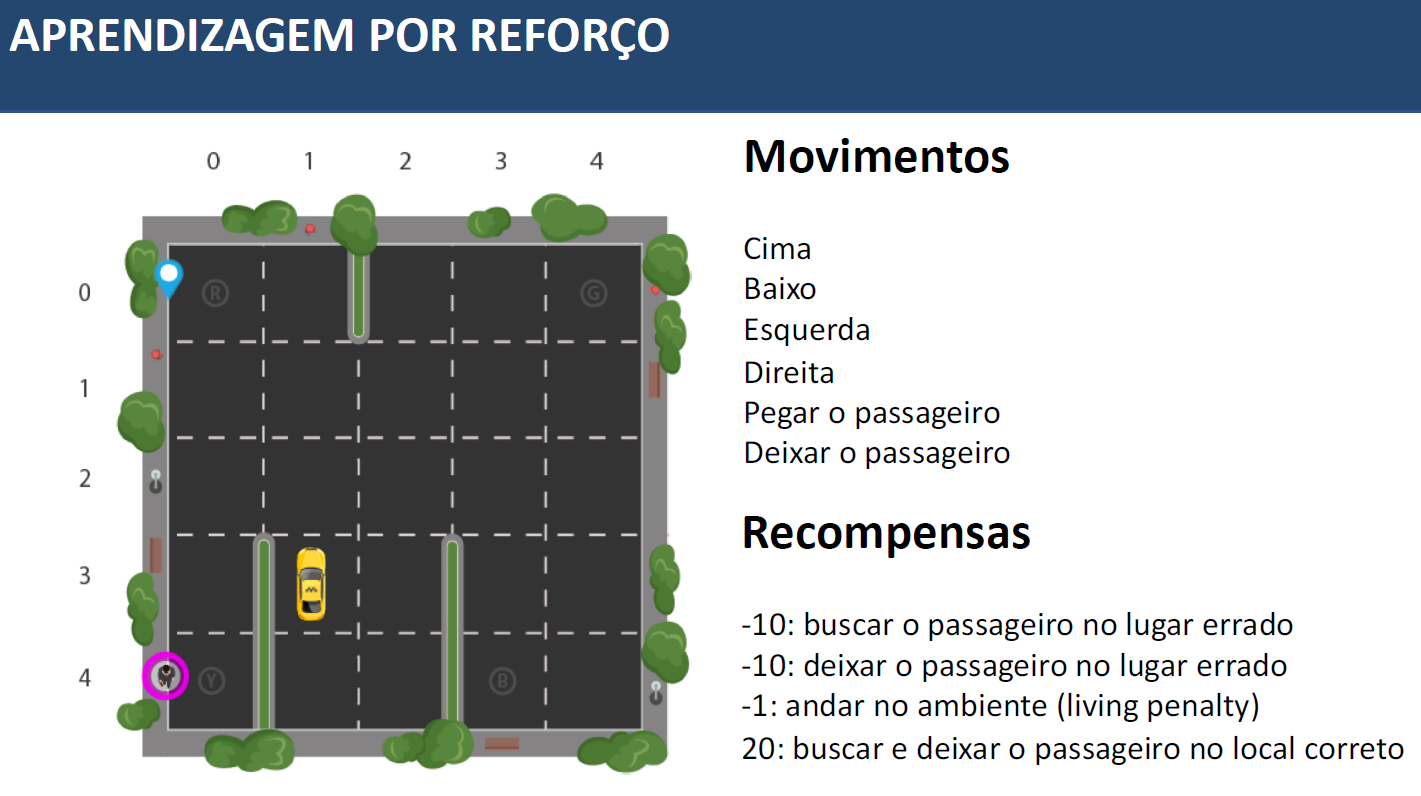 APRENDIZAGEM POR REFORÇO
0 1 2 3 4
0
1
2
3
4
R
G
Y
B
Movimentos
Cima
Baixo
Esquerda
Direita
Pegar o passageiro
Deixar o passageiro
Recompensas
-10: buscar o passageiro no lugar errado
-10: deixar o passageiro no lugar errado
-1: andar no ambiente (living penalty)
20: buscar e deixar o passageiro no local correto